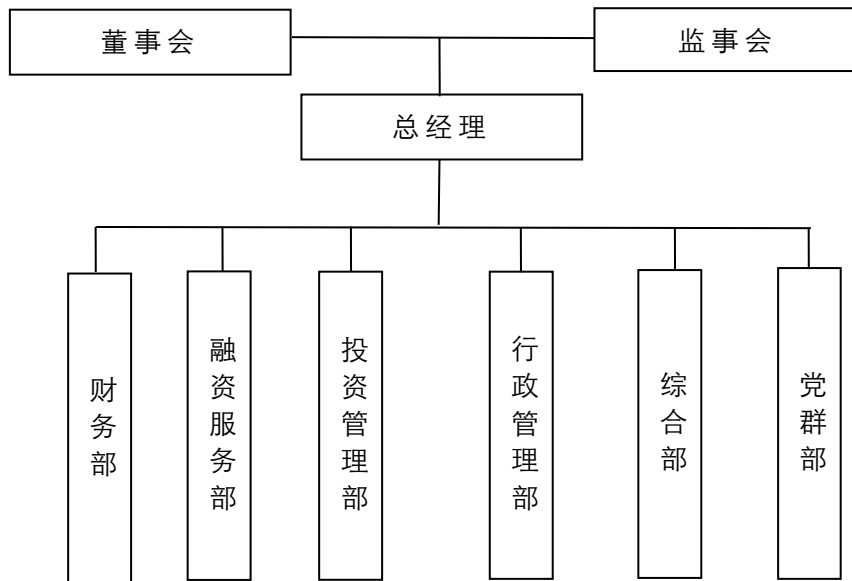 董事会
监事会
总经理
财务部
融资服务部
投资管理部
行政管理部
综合部
党群部